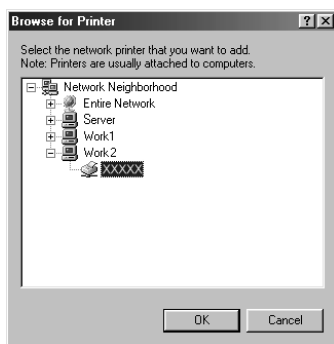 Browse for Printer
Select the network printer that you want to add.
Note: Printers are usually attached to computers.
Network Neighborhood
Entire Network
Server
Work1
Work2
XXXXX
OK
Cancel